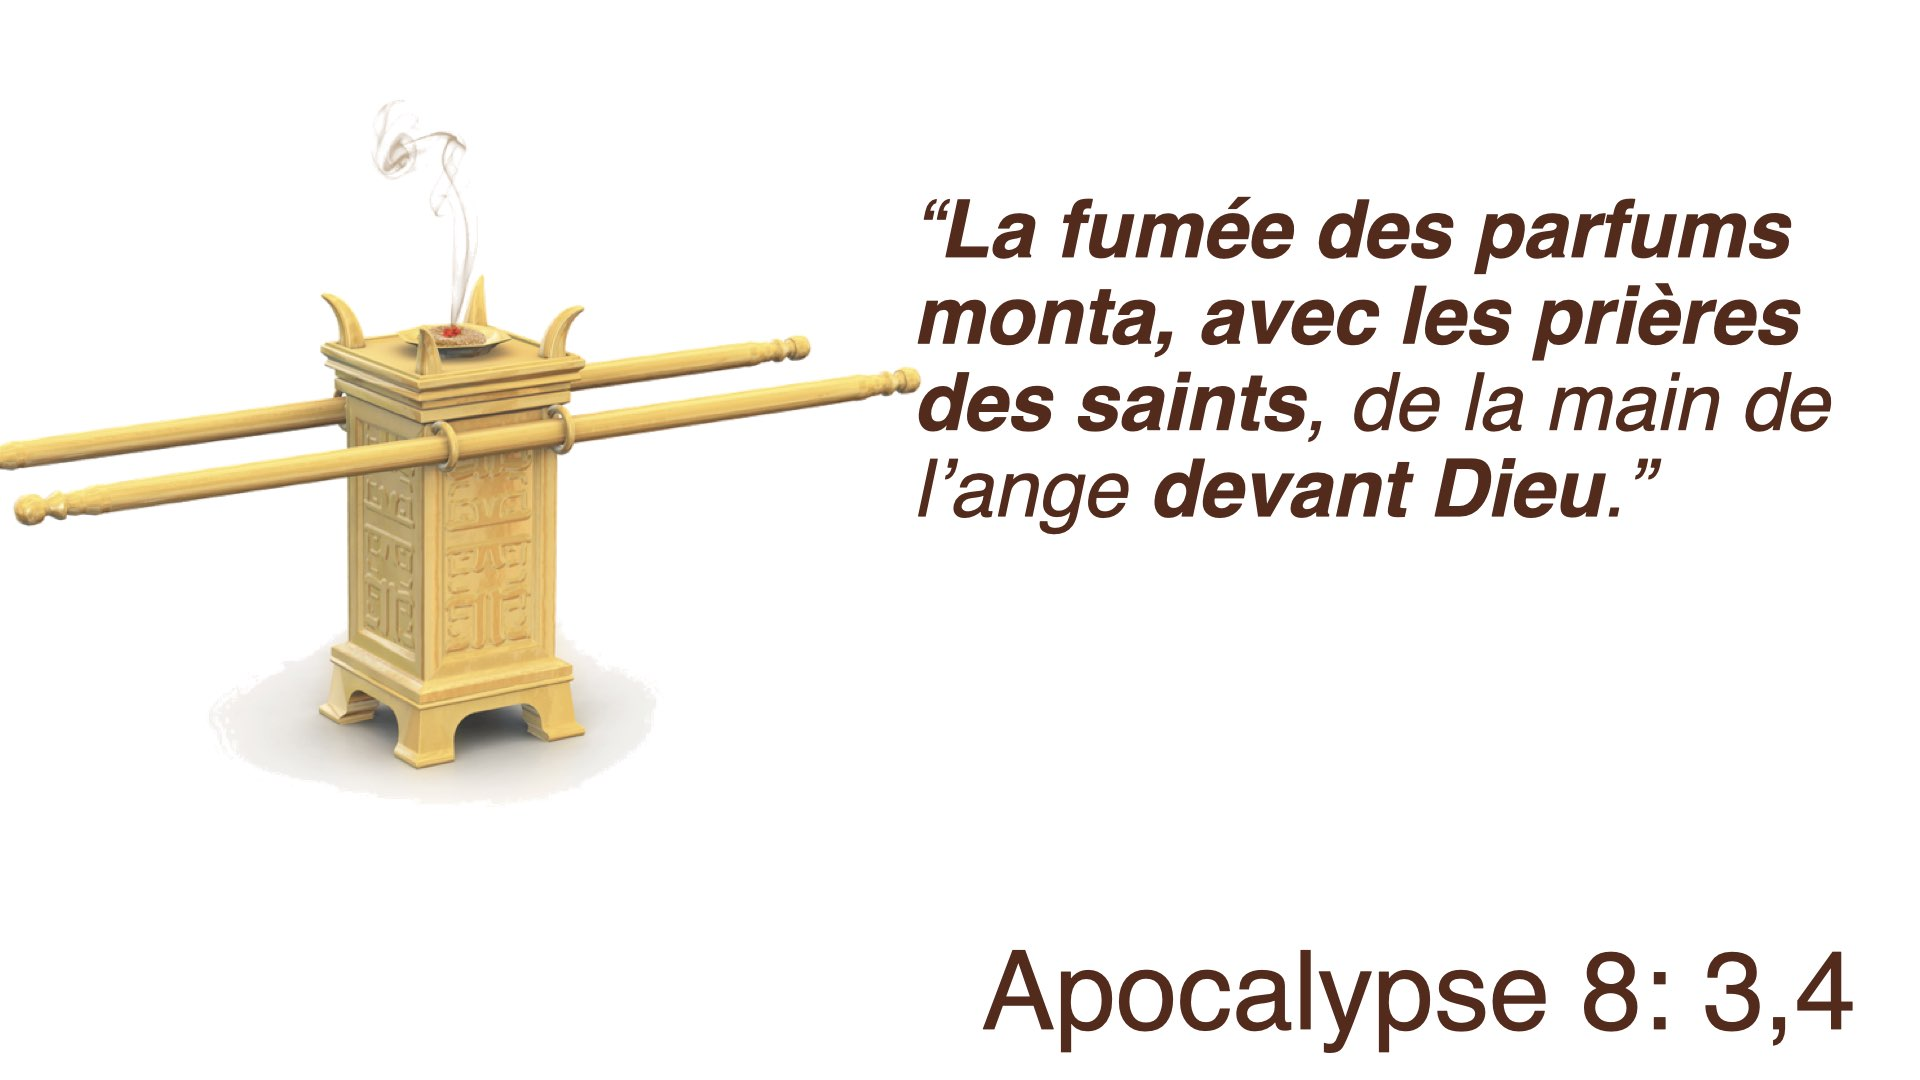 “La fumée des parfums
monta, avec les prières
des saints, de la main de
l’ange devant Dieu.”
Apocalypse 8: 3,4